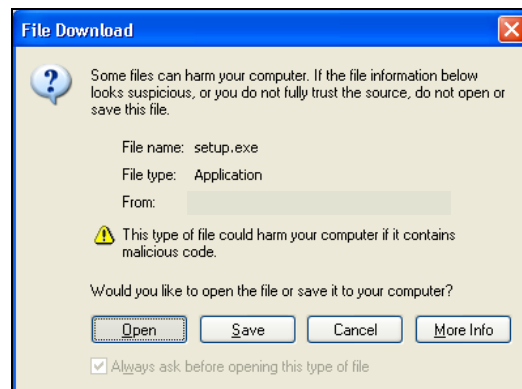 File Download
Some files can harm your computer. If the file information below
looks suspicious, or you do not fully trust the source, do not open or
save this file.
File name: setup.exe
File type: Application
From:
This type of file could harm your computer if it contains
malicious code.
Would you like to open the file or save it to your computer?
Open Save Cancel More Info
Always ask before opening this type of file